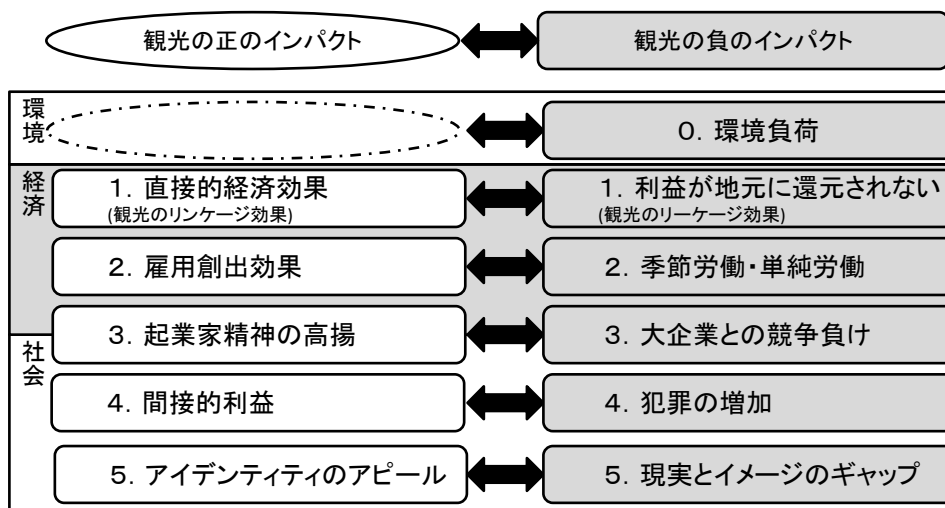 観光の正のインパクト
観光の負のインパクト
環境
0．環境負荷
経済
1．直接的経済効果
(観光のリンケージ効果)
1．利益が地元に還元されない
(観光のリーケージ効果)
2．雇用創出効果
2．季節労働・単純労働
3．起業家精神の高揚
3．大企業との競争負け
社会
4．間接的利益
4．犯罪の増加
5．アイデンティティのアピール
5．現実とイメージのギャップ